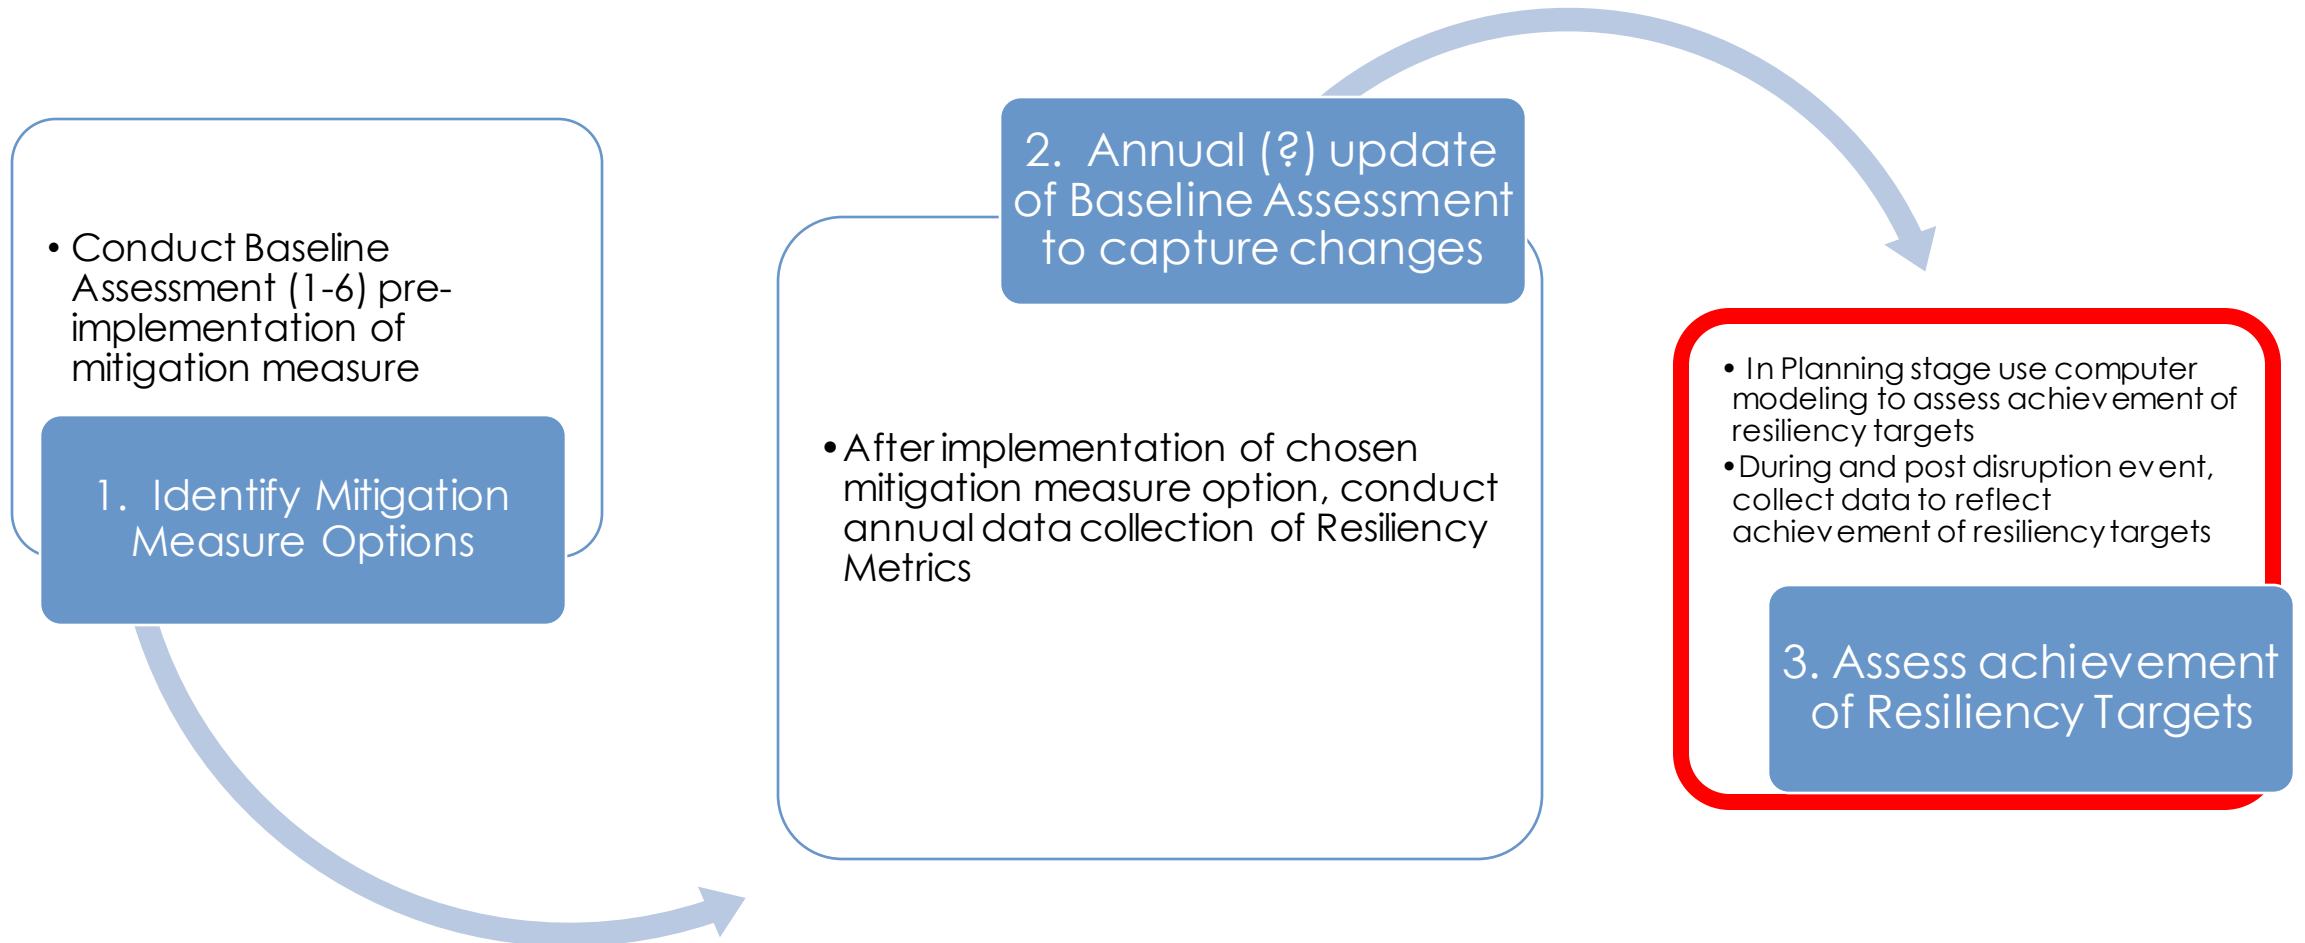 • Conduct Baseline
Assessment (1-6) pre-
implementation of
mitigation measure
1. Identify Mitigation
Measure Options
2. Annual (?) update
of Baseline Assessment
to capture changes
•After implementation of chosen
mitigation measure option, conduct
annual data collection of Resiliency
Metrics
• In Planning stage use computer
modeling to assess achievement of
resiliency targets
•During and post disruption event,
collect data to reflect
achievement of resiliency targets
3. Assess achievement
of Resiliency Targets